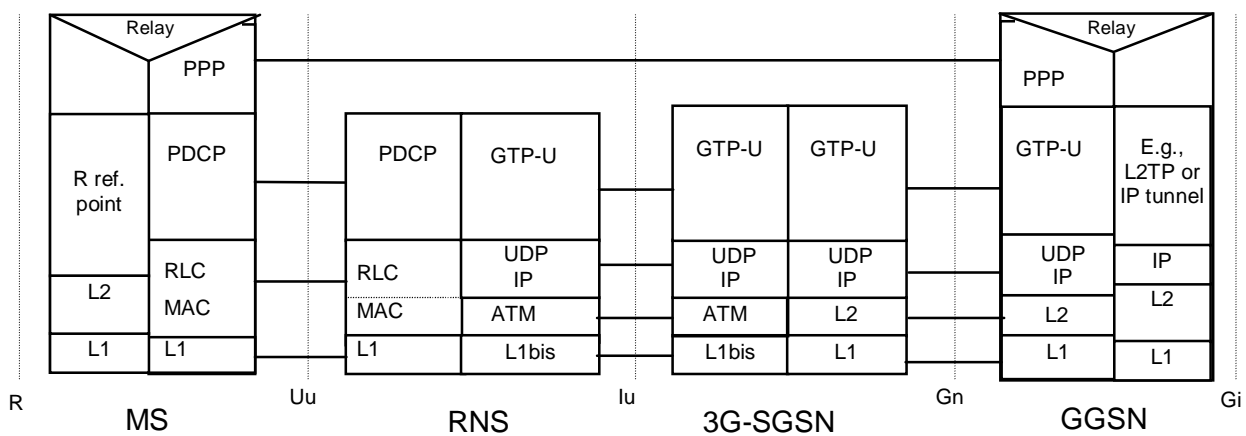 Relay
Relay
PPP
PPP
PDCP
PDCP
GTP-U
GTP-U
GTP-U
GTP-U
E.g.,
L2TP or
IP tunnel
R ref.
point
RLC
MAC
RLC
MAC
UDP
IP
UDP
IP
UDP
IP
UDP
IP
IP
L2
ATM
ATM
L2
L2
L2
L1
L1
L1
L1bis
L1bis
L1
L1
L1
R
Uu
Iu
Gn
Gi
MS
RNS
3G-SGSN
GGSN